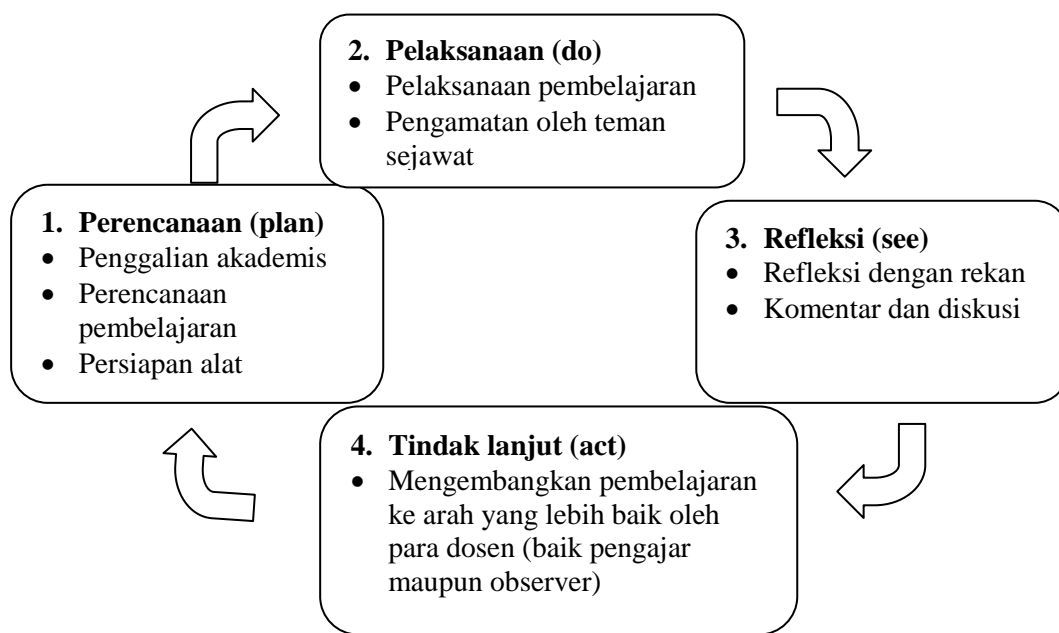 1. Perencanaan (plan)
• Penggalian akademis
• Perencanaan
pembelajaran
• Persiapan alat
2. Pelaksanaan (do)
• Pelaksanaan pembelajaran
• Pengamatan oleh teman
sejawat
3. Refleksi (see)
• Refleksi dengan rekan
• Komentar dan diskusi
4. Tindak lanjut (act)
• Mengembangkan pembelajaran
ke arah yang lebih baik oleh
para dosen (baik pengajar
maupun observer)